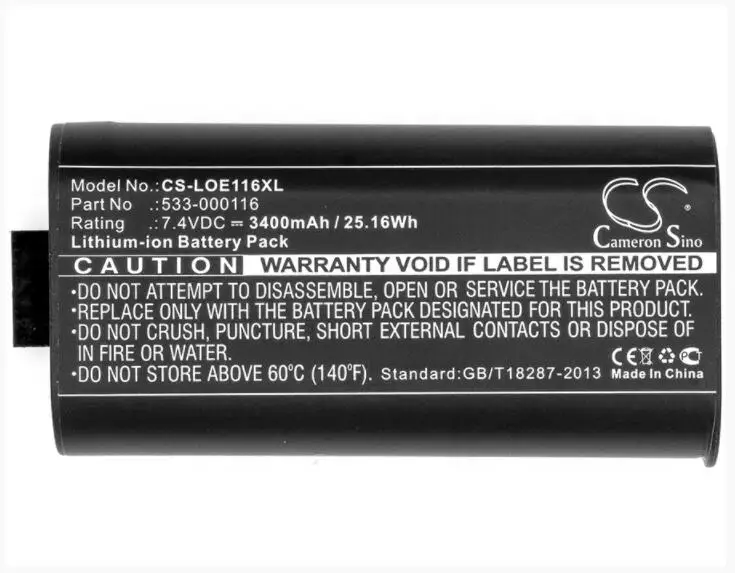 Model No.:CS-LOE116XL
Part No .:533-000116
Rating .:7.4VDC ⎓ 3400mAh / 25.16Wh
Lithium-ion Battery Pack
CS®
Cameron Sino
CAUTION WARRANTY VOID IF LABEL IS REMOVED
•DO NOT ATTEMPT TO DISASSEMBLE, OPEN OR SERVICE THE BATTERY PACK.
•REPLACE ONLY WITH THE BATTERY PACK DESIGNATED FOR THIS PRODUCT.
•DO NOT CRUSH, PUNCTURE, SHORT EXTERNAL CONTACTS OR DISPOSE OF
IN FIRE OR WATER.
•DO NOT STORE ABOVE 60°C (140°F). Standard:GB/T18287-2013
CE
Made In China